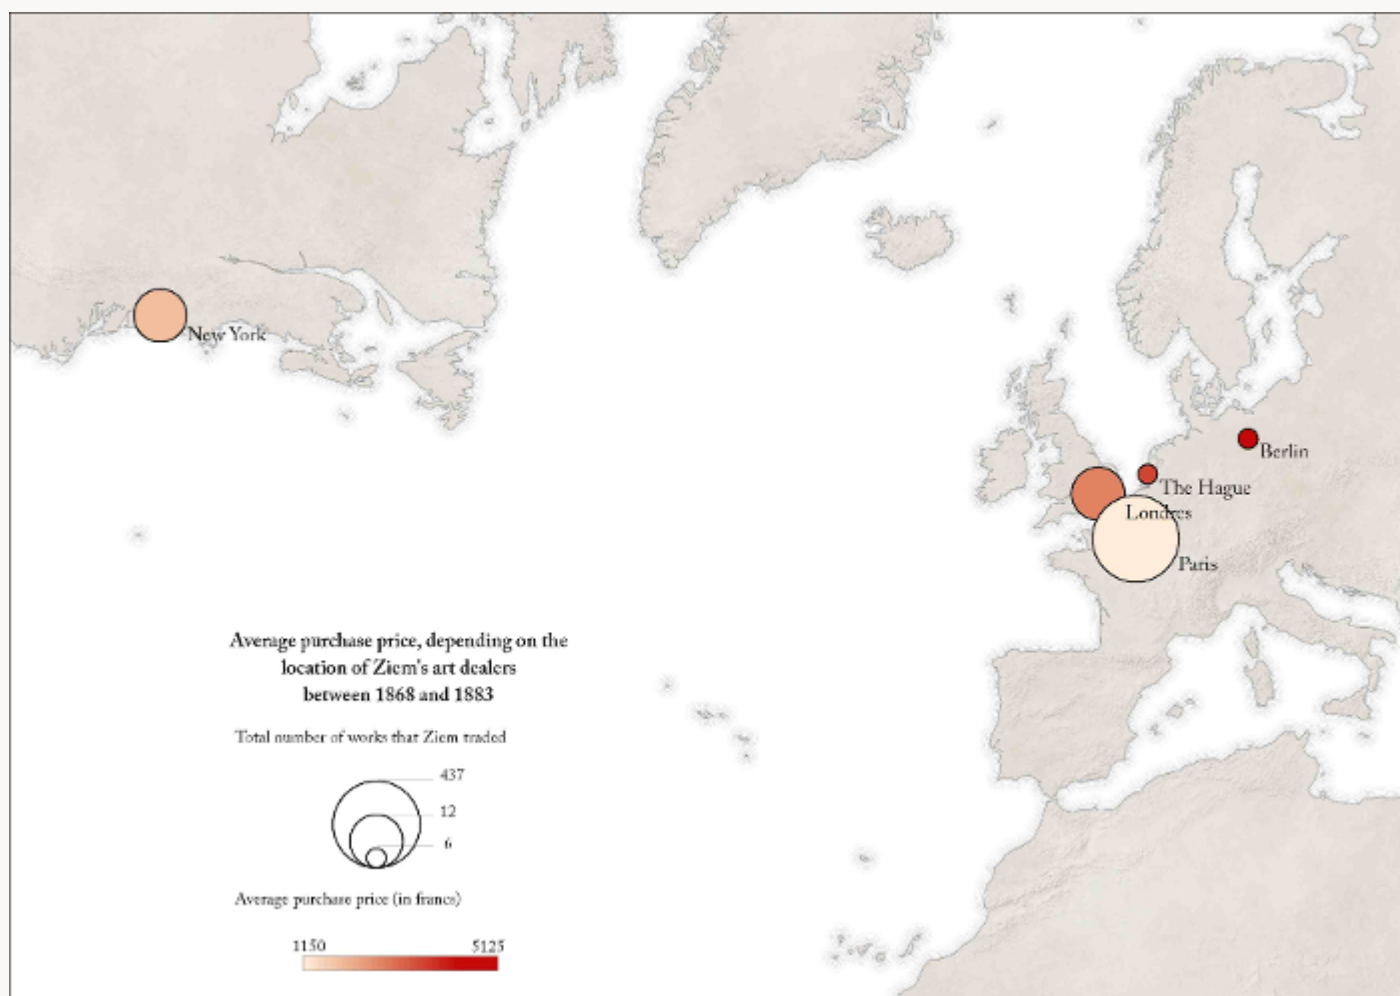 New York
Berlin
The Hague
Londres
Paris
Average purchase price, depending on the
location of Ziem's art dealers
between 1868 and 1883
Total number of works that Ziem traded
437
12
6
Average purchase price (in francs)
1150 5125